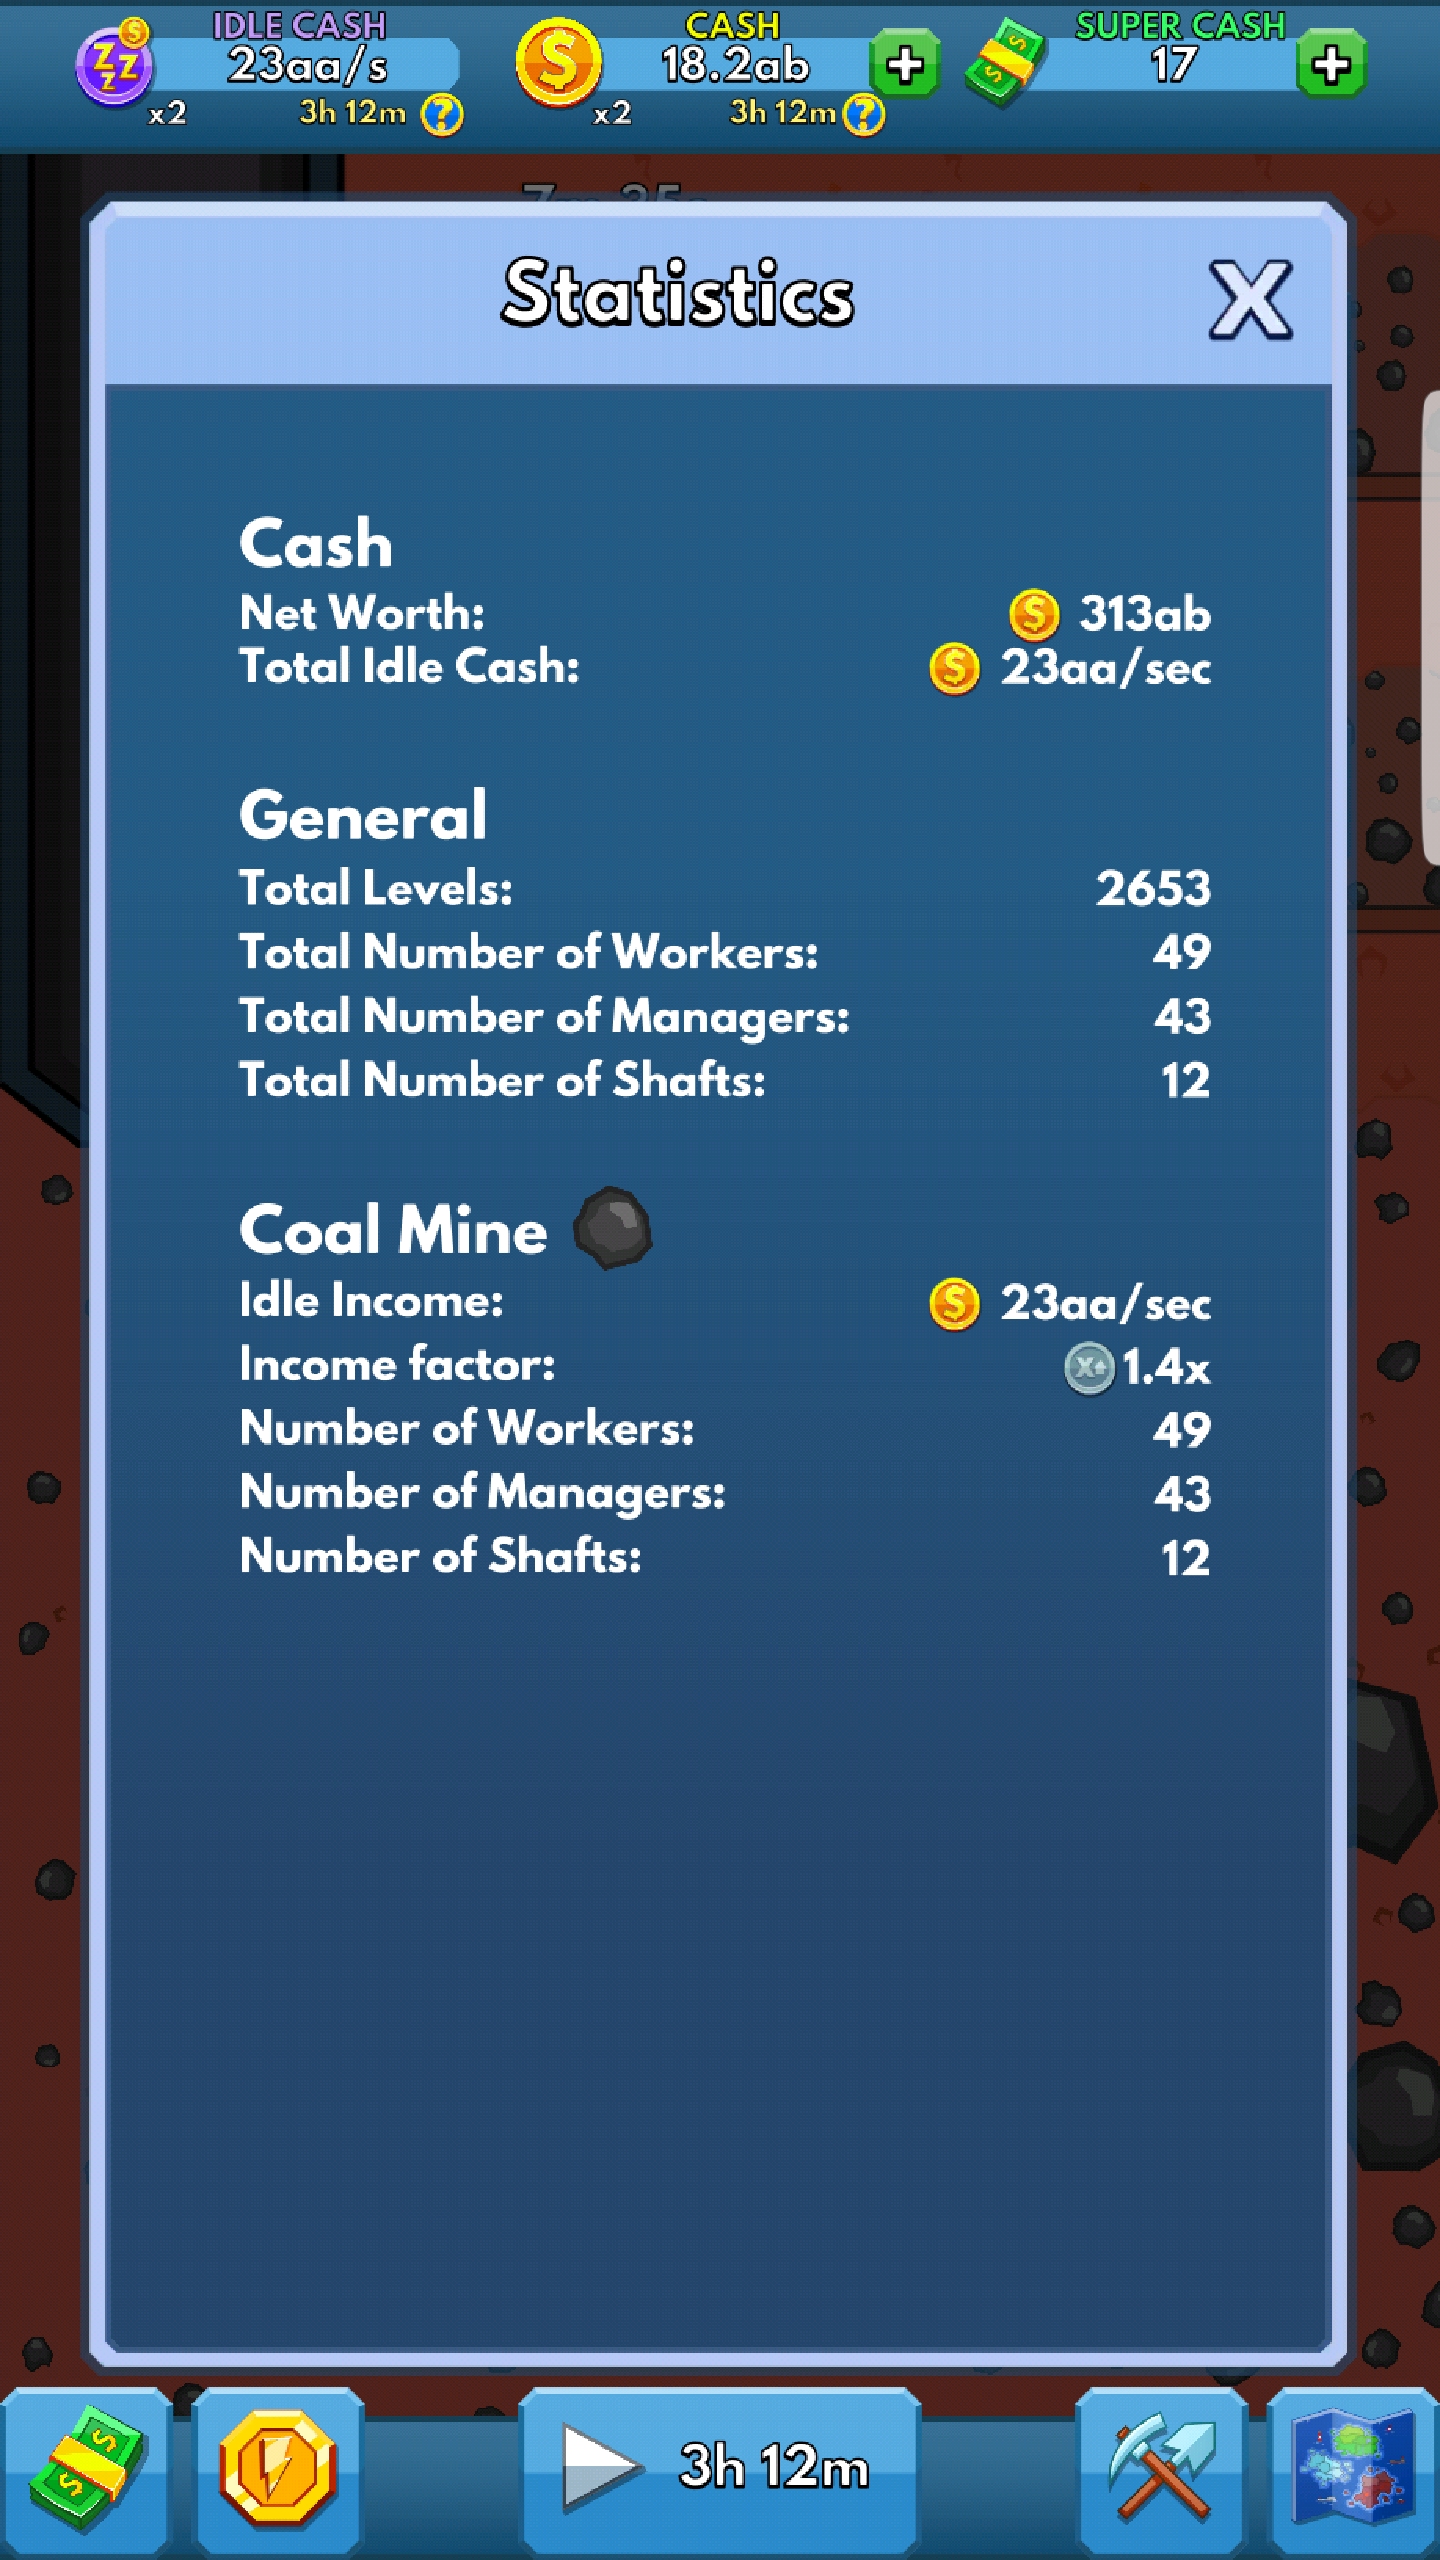 IDLE CASH CASH SUPER CASH
23aa/s 18.2ab 17
x2 3h 12m x2 3h 12m
Statistics
Cash
Net Worth: 313ab
Total Idle Cash: 23aa/sec
General
Total Levels: 2653
Total Number of Workers: 49
Total Number of Managers: 43
Total Number of Shafts: 12
Coal Mine
Idle Income: 23aa/sec
Income factor: 1.4x
Number of Workers: 49
Number of Managers: 43
Number of Shafts: 12
3h 12m